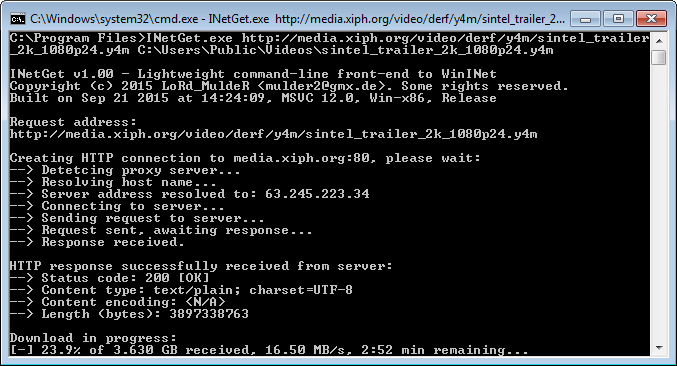 C:\Windows\system32\cmd.exe - INetGet.exe  http://media.xiph.org/video/derf/y4m/sintel_trailer_2...
C:\Program Files>INetGet.exe http://media.xiph.org/video/derf/y4m/sintel_trailer
_2k_1080p24.y4m C:\Users\Public\Videos\sintel_trailer_2k_1080p24.y4m
INetGet v1.00 - Lightweight command-line front-end to WinINet
Copyright (c) 2015 LoRd_MuldeR <mulder2@gmx.de>. Some rights reserved.
Built on Sep 21 2015 at 14:24:09, MSVC 12.0, Win-x86, Release
Request address:
http://media.xiph.org/video/derf/y4m/sintel_trailer_2k_1080p24.y4m
Creating HTTP connection to media.xiph.org:80, please wait:
--> Detetcing proxy server...
--> Resolving host name...
--> Server address resolved to: 63.245.223.34
--> Connecting to server...
--> Sending request to server...
--> Request sent, awaiting response...
--> Response received.
HTTP response successfully received from server:
--> Status code: 200 [OK]
--> Content type: text/plain; charset=UTF-8
--> Content encoding: <N/A>
--> Length (bytes): 3897338763
Download in progress:
[-] 23.9% of 3.630 GB received, 16.50 MB/s, 2:52 min remaining...